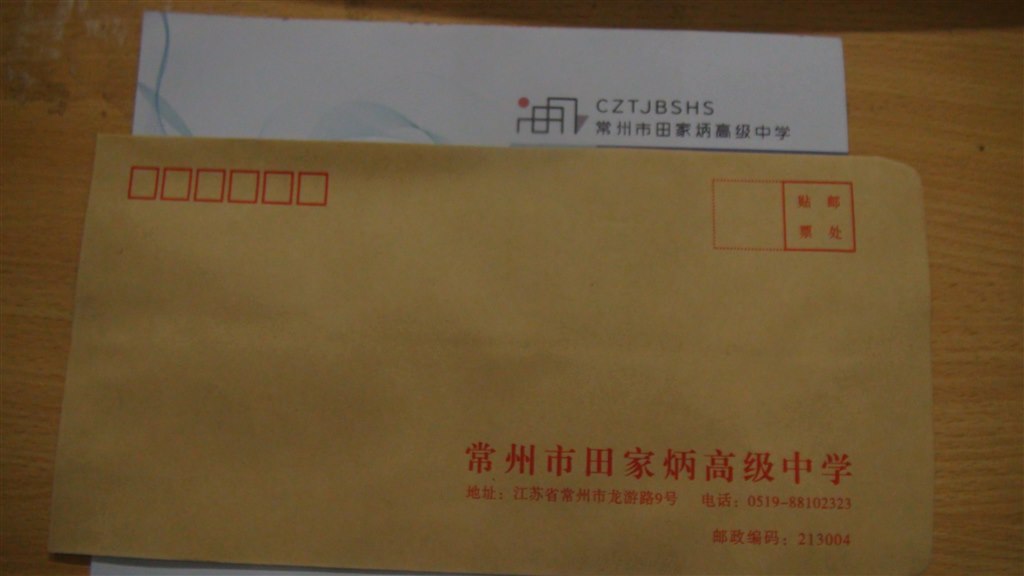 CZTJBSHS
常州市田家炳高级中学
贴 邮
票 处
常州市田家炳高级中学
地址：江苏省常州市龙游路9号 电话：0519-88102323
邮政编码：213004